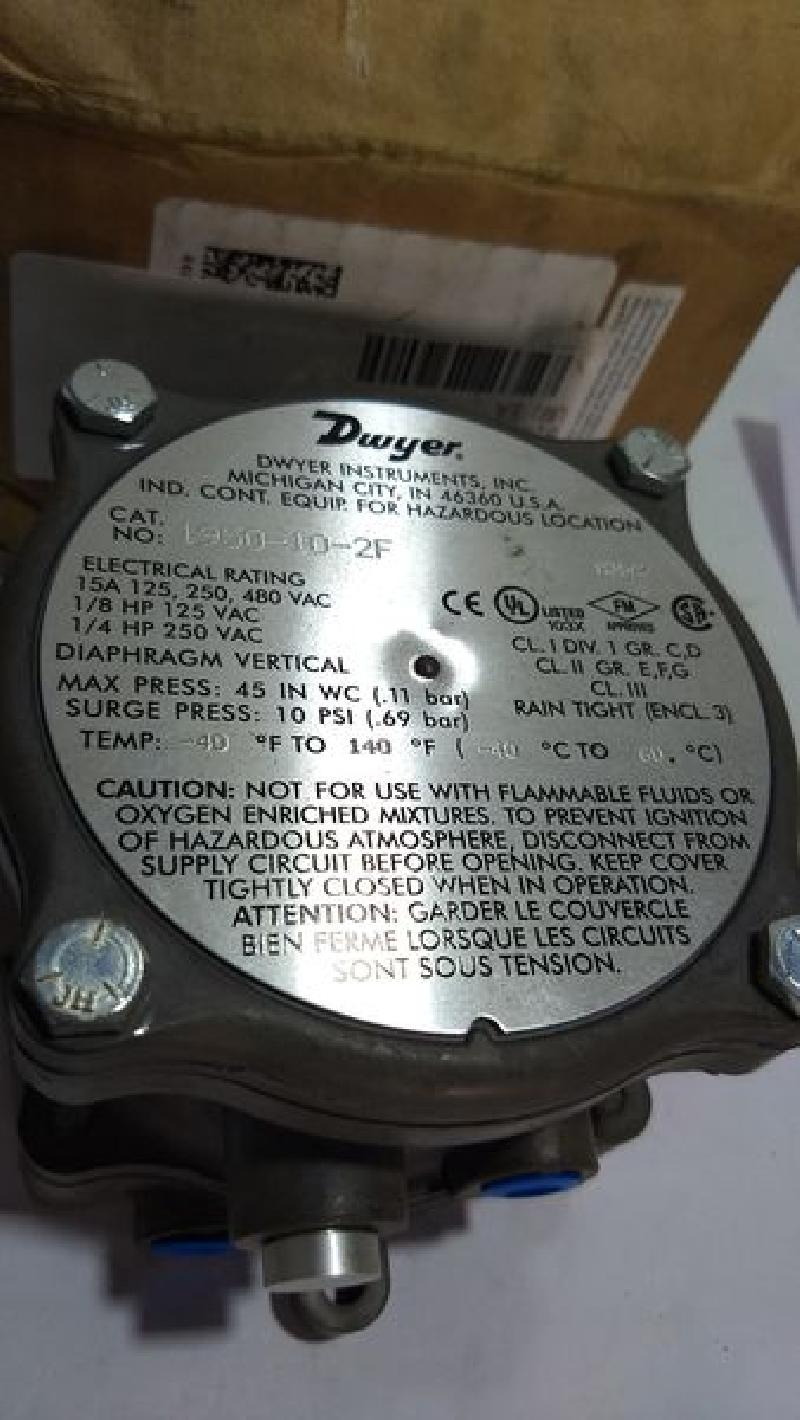 Dwyer®
DWYER INSTRUMENTS, INC.
MICHIGAN CITY, IN 46360 U.S.A.
IND. CONT. EQUIP. FOR HAZARDOUS LOCATION
CAT.
NO: 1950-10-2F
ELECTRICAL RATING
15A 125, 250, 480 VAC
1/8 HP 125 VAC
1/4 HP 250 VAC
DIAPHRAGM VERTICAL
MAX PRESS: 45 IN WC (.11 bar)
SURGE PRESS: 10 PSI (.69 bar)
CE UL LISTED FM APPROVED SA
CL. I DIV. 1 GR. C,D
CL. II GR. E,F,G
CL. III
RAIN TIGHT (ENCL.3)
TEMP: -40 °F TO 140 °F ( -40 °C TO 60. °C)
CAUTION: NOT FOR USE WITH FLAMMABLE FLUIDS OR
OXYGEN ENRICHED MIXTURES. TO PREVENT IGNITION
OF HAZARDOUS ATMOSPHERE, DISCONNECT FROM
SUPPLY CIRCUIT BEFORE OPENING. KEEP COVER
TIGHTLY CLOSED WHEN IN OPERATION.
ATTENTION: GARDER LE COUVERCLE
BIEN FERME LORSQUE LES CIRCUITS
SONT SOUS TENSION.
JH